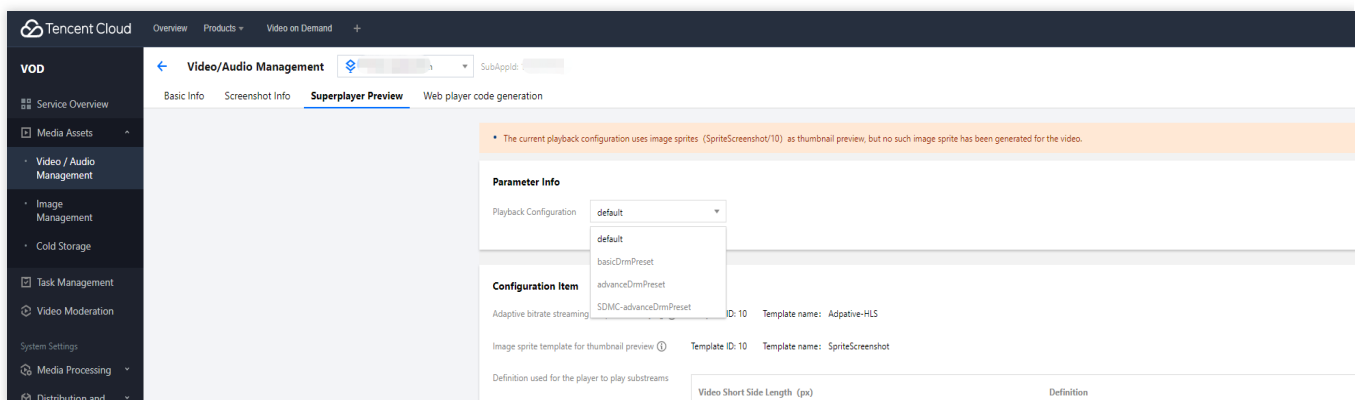 Tencent Cloud Overview Products Video on Demand +
VOD
Video/Audio Management SubAppId:
Basic Info Screenshot Info Superplayer Preview Web player code generation
Service Overview
Media Assets
Video / Audio
Management
Image
Management
Cold Storage
Task Management
Video Moderation
System Settings
Media Processing
Distribution and
• The current playback configuration uses image sprites (SpriteScreenshot/10) as thumbnail preview, but no such image sprite has been generated for the video.
Parameter Info
Playback Configuration default
default
basicDrmPreset
advanceDrmPreset
SDMC-advanceDrmPreset
Configuration Item
Adaptive bitrate streaming ID: 10 Template name: Adpative-HLS
Image sprite template for thumbnail preview Template ID: 10 Template name: SpriteScreenshot
Definition used for the player to play substreams
Video Short Side Length (px) Definition